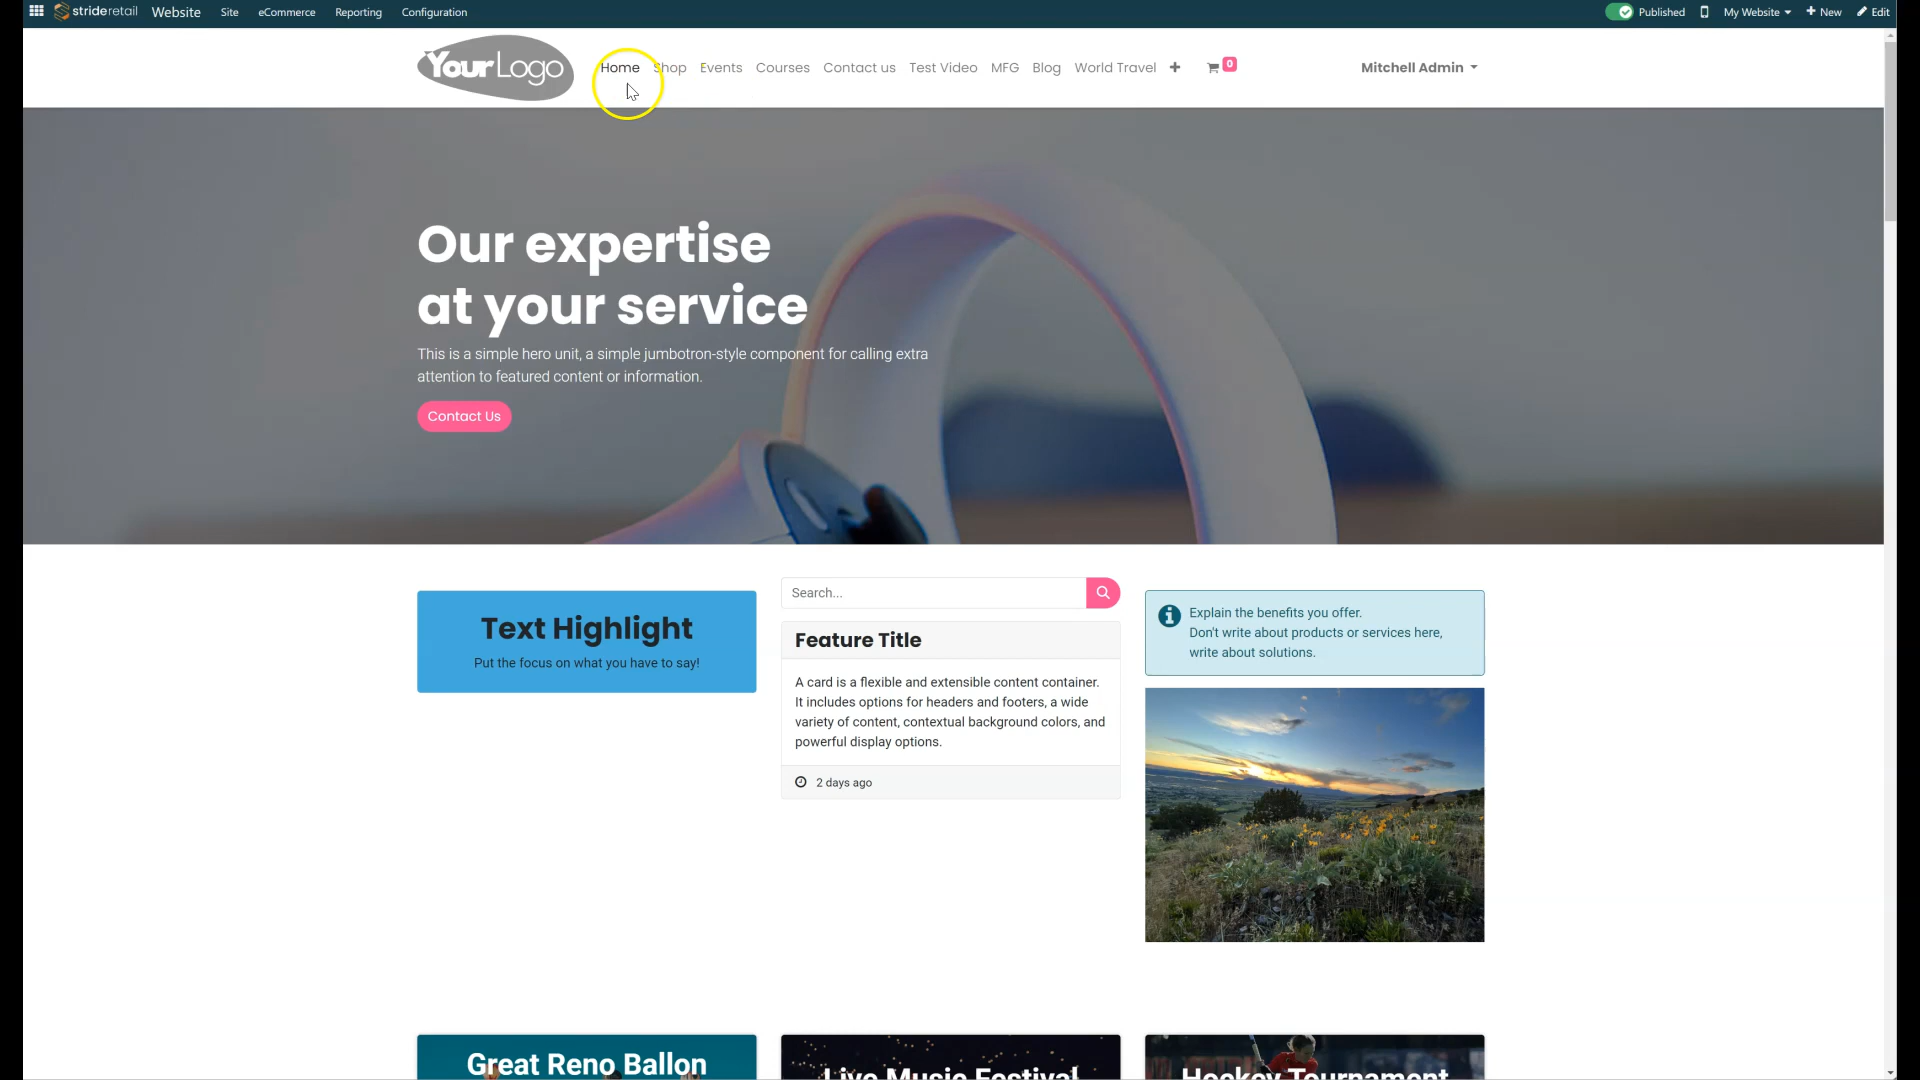 strideretail Website Site eCommerce Reporting Configuration Published My Website New Edit
YourLogo Home Shop Events Courses Contact us Test Video MFG Blog World Travel 0 Mitchell Admin
Our expertise
at your service
This is a simple hero unit, a simple jumbotron-style component for calling extra
attention to featured content or information.
Contact Us
Text Highlight
Put the focus on what you have to say!
Search...
Feature Title
A card is a flexible and extensible content container.
It includes options for headers and footers, a wide
variety of content, contextual background colors, and
powerful display options.
2 days ago
Explain the benefits you offer.
Don't write about products or services here,
write about solutions.
Great Reno Ballon
Live Music Festival
Hockey Tournament